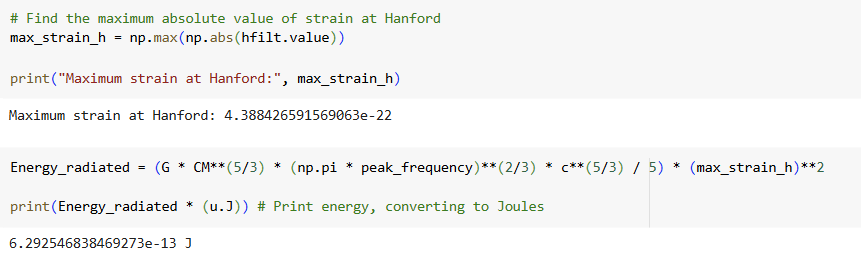 # Find the maximum absolute value of strain at Hanford
max_strain_h = np.max(np.abs(hfilt.value))
print("Maximum strain at Hanford:", max_strain_h)
Maximum strain at Hanford: 4.388426591569063e-22
Energy_radiated = (G * CM**(5/3) * (np.pi * peak_frequency)**(2/3) * c**(5/3) / 5) * (max_strain_h)**2
print(Energy_radiated * (u.J)) # Print energy, converting to Joules
6.292546838469273e-13 J